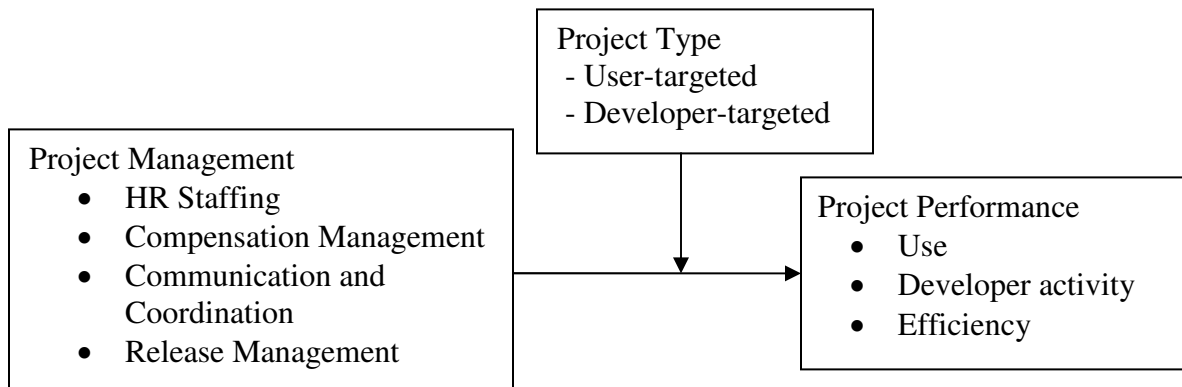 Project Type
- User-targeted
- Developer-targeted
Project Management
• HR Staffing
• Compensation Management
• Communication and
Coordination
• Release Management
Project Performance
• Use
• Developer activity
• Efficiency